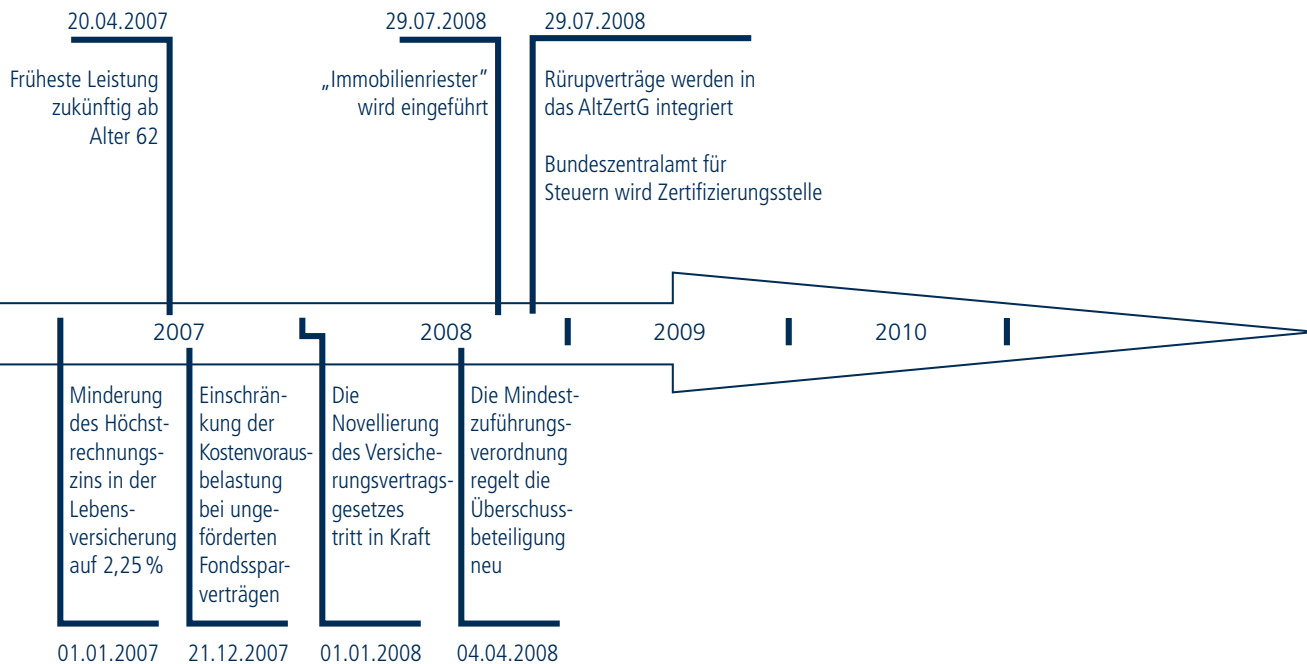 20.04.2007
Früheste Leistung
zukünftig ab
Alter 62
29.07.2008
„Immobilienriester”
wird eingeführt
29.07.2008
Rürupverträge werden in
das AltZertG integriert
Bundeszentralamt für
Steuern wird Zertifizierungsstelle
2007
2008
2009
2010
Minderung
des Höchst-
rechnungs-
zins in der
Lebens-
versicherung
auf 2,25 %
01.01.2007
Einschrän-
kung der
Kostenvoraus-
belastung
bei unge-
förderten
Fondsspar-
verträgen
21.12.2007
Die
Novellierung
des Versiche-
rungsvertrags-
gesetzes
tritt in Kraft
01.01.2008
Die Mindest-
zuführungs-
verordnung
regelt die
Überschuss-
beteiligung
neu
04.04.2008